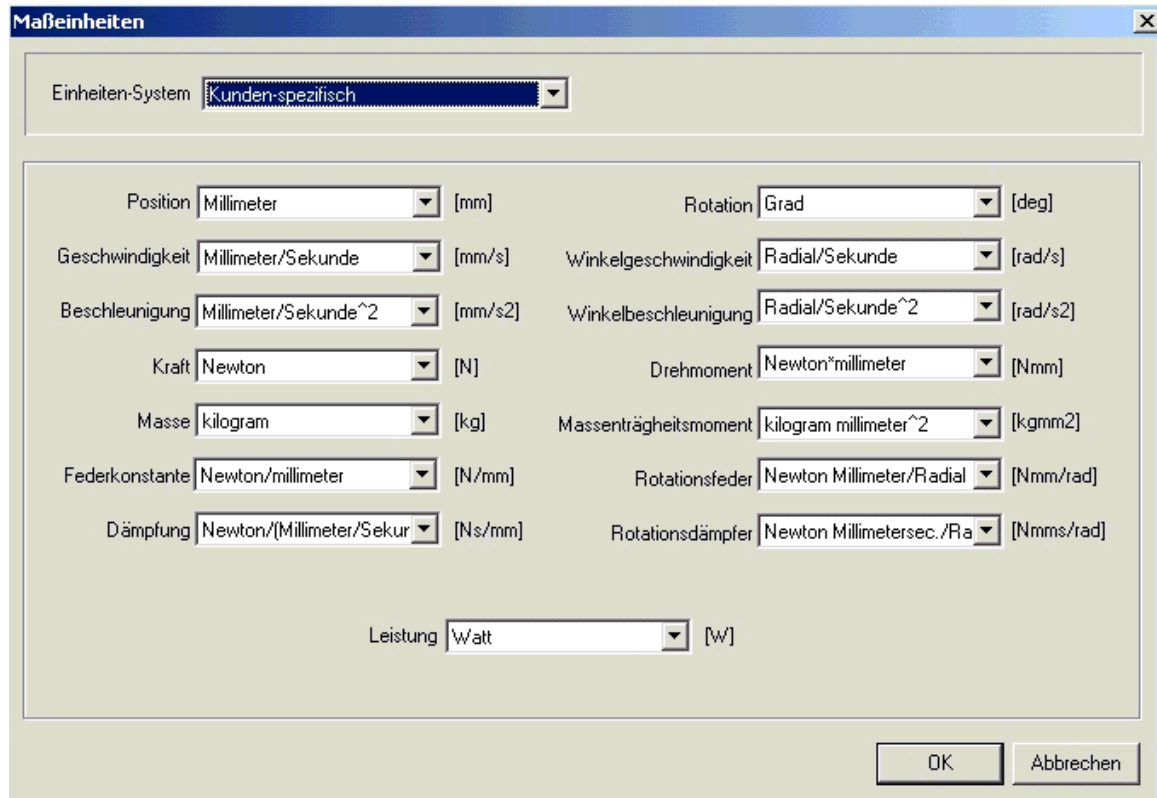 Maßeinheiten
Einheiten-System Kunden-spezifisch
Position Millimeter [mm] Rotation Grad [deg]
Geschwindigkeit Millimeter/Sekunde [mm/s] Winkelgeschwindigkeit Radial/Sekunde [rad/s]
Beschleunigung Millimeter/Sekunde^2 [mm/s2] Winkelbeschleunigung Radial/Sekunde^2 [rad/s2]
Kraft Newton [N] Drehmoment Newton*millimeter [Nmm]
Masse kilogram [kg] Massenträgheitsmoment kilogram millimeter^2 [kgmm2]
Federkonstante Newton/millimeter [N/mm] Rotationsfeder Newton Millimeter/Radial [Nmm/rad]
Dämpfung Newton/(Millimeter/Sekur [Ns/mm] Rotationsdämpfer Newton Millimetersec./Ra [Nmms/rad]
Leistung Watt [W]
OK Abbrechen